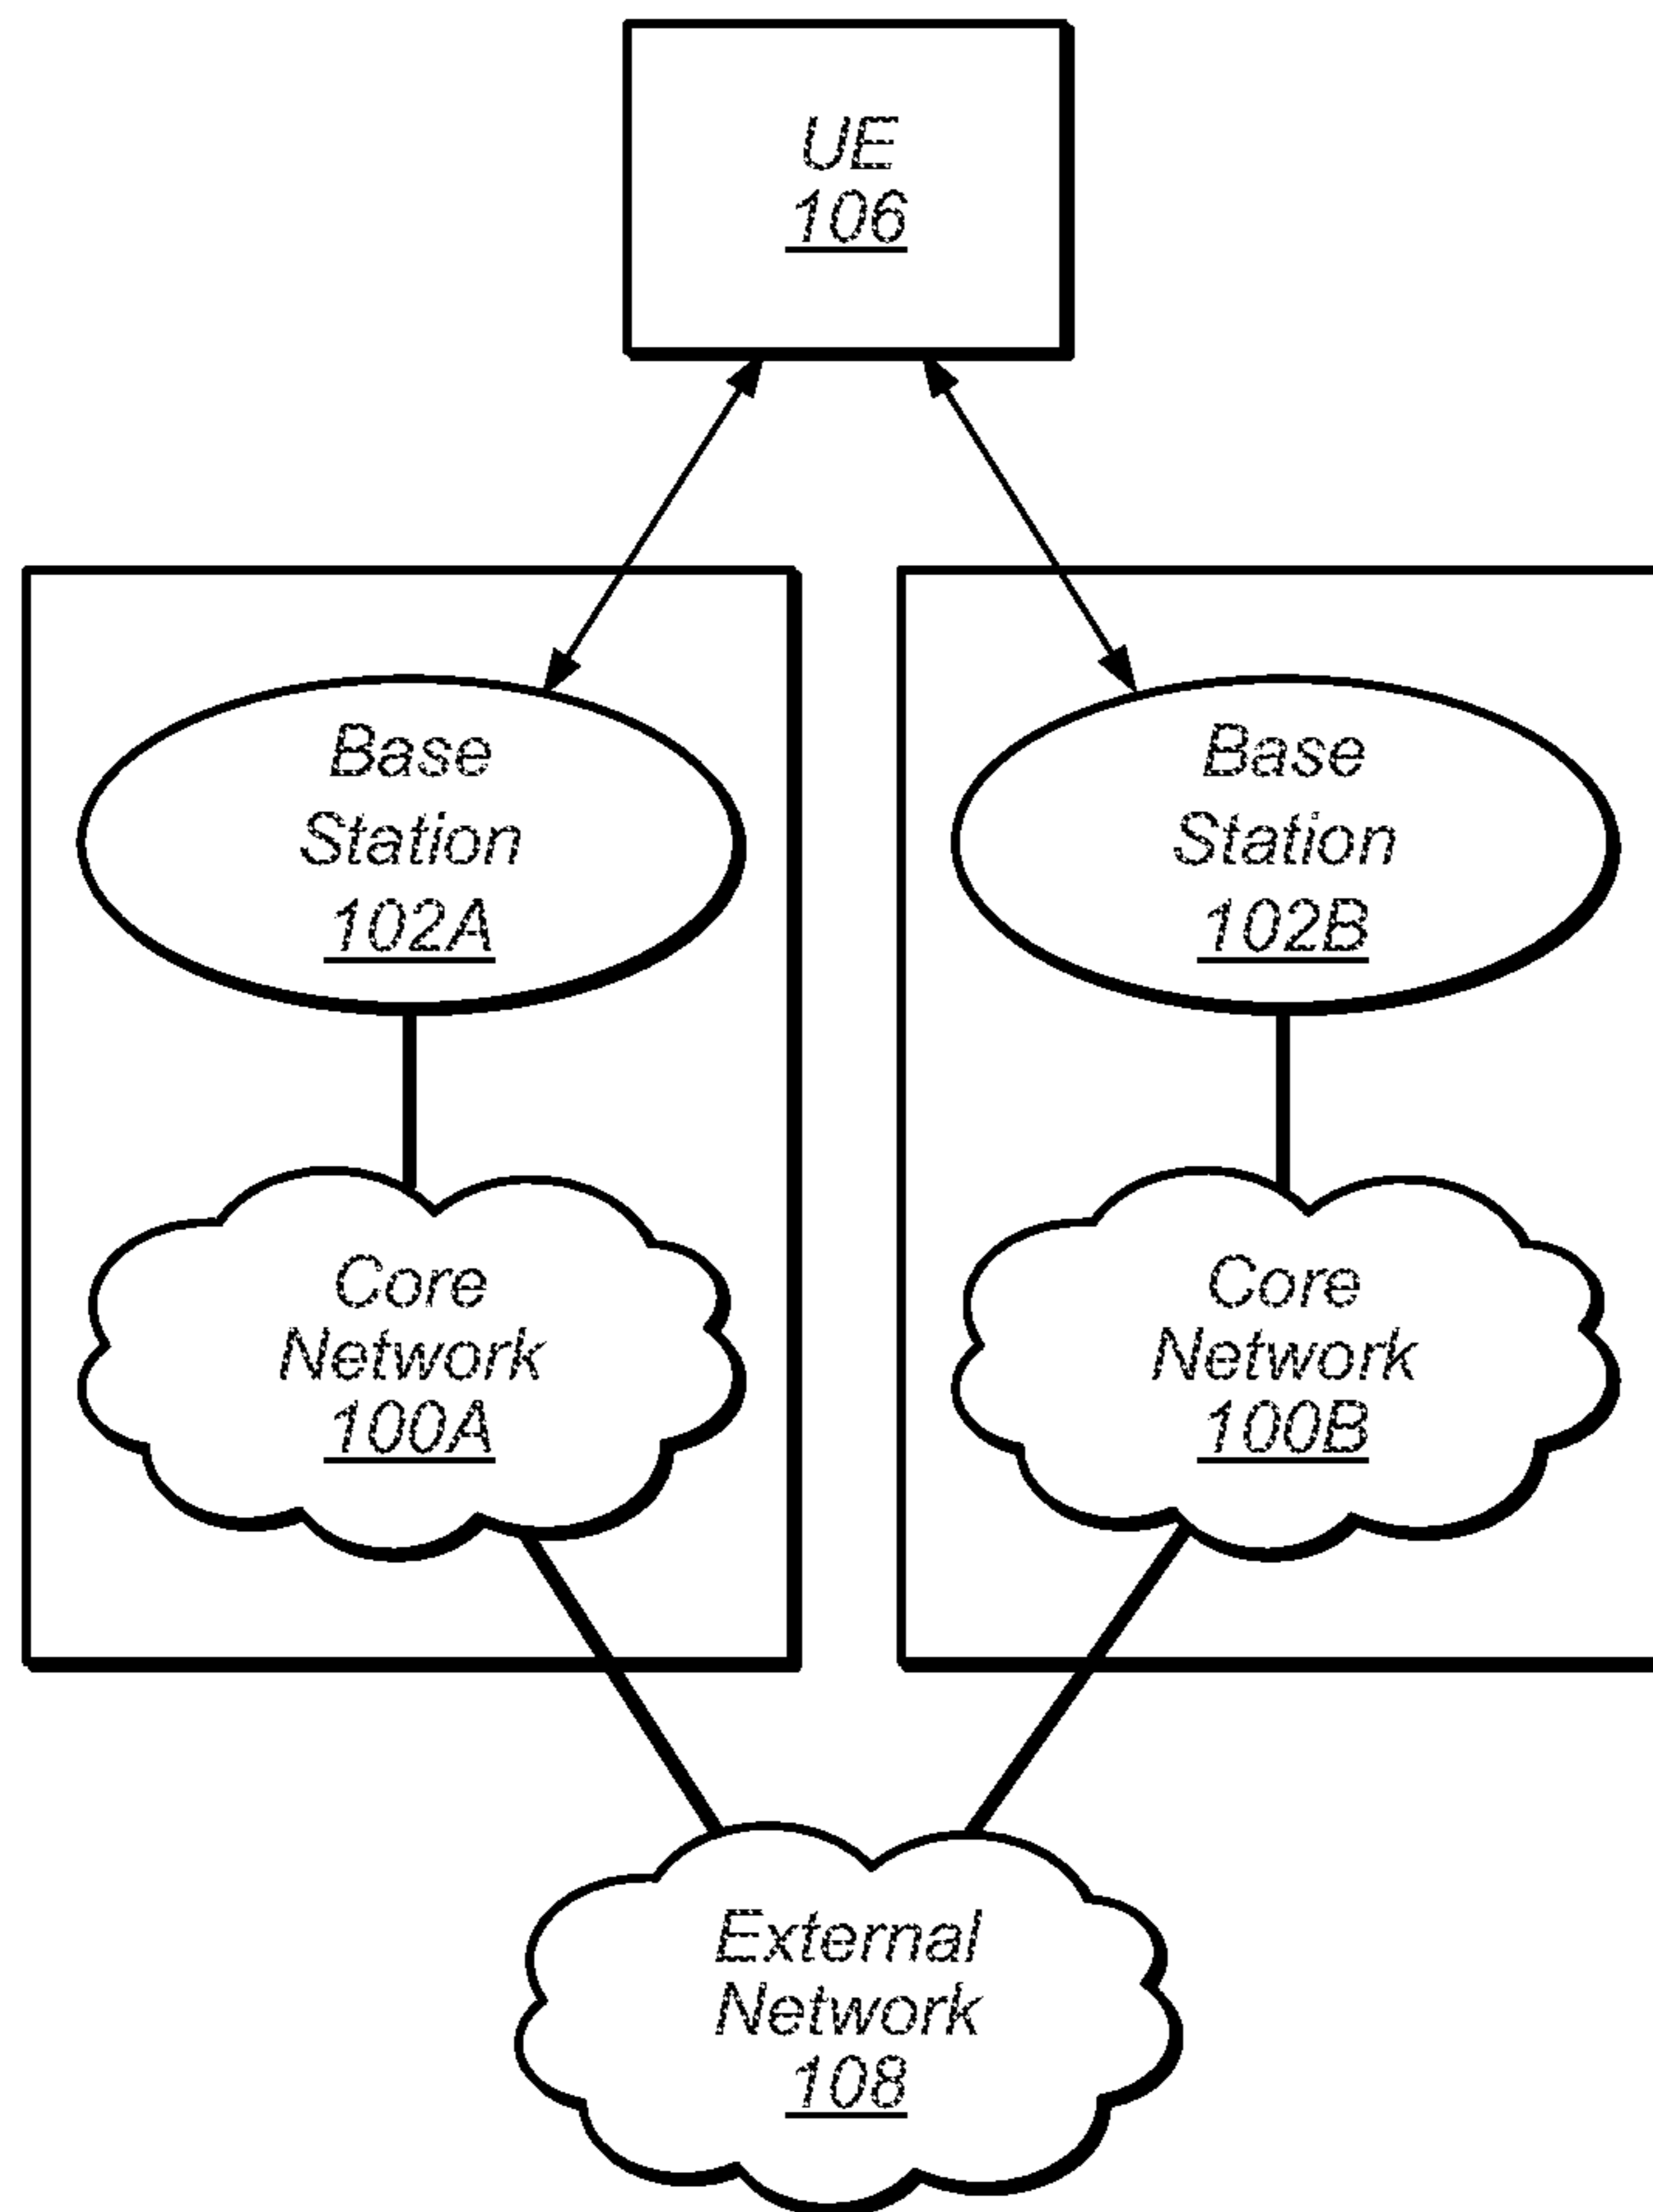 UE
106
Base
Station
102A
Base
Station
102B
Core
Network
100A
Core
Network
100B
External
Network
108